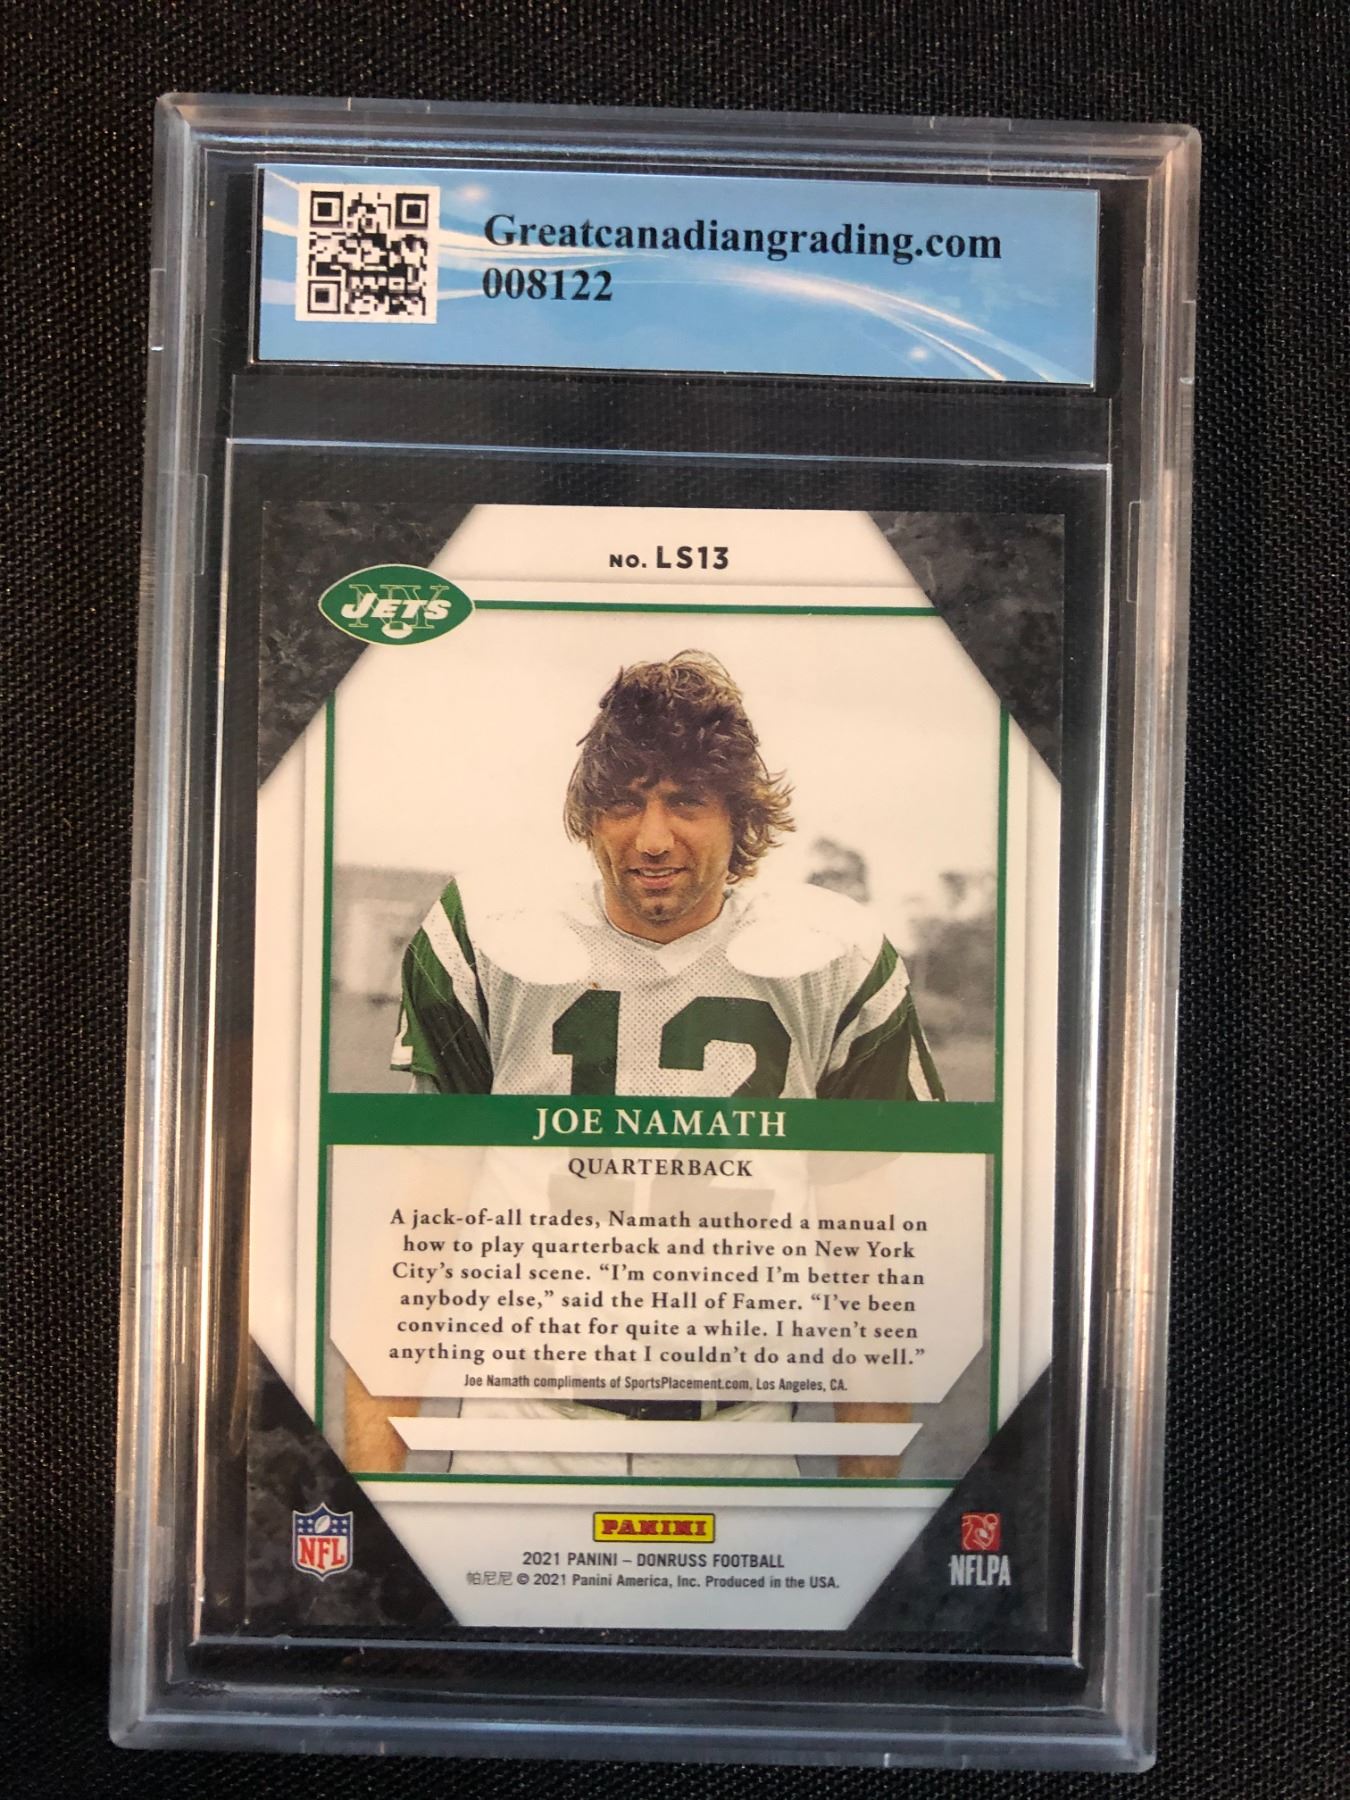 Greatcanadiangrading.com
008122
NO. LS13
NY
JETS
12
JOE NAMATH
QUARTERBACK
A jack-of-all trades, Namath authored a manual on
how to play quarterback and thrive on New York
City's social scene. “I'm convinced I'm better than
anybody else,” said the Hall of Famer. “I've been
convinced of that for quite a while. I haven't seen
anything out there that I couldn't do and do well.”
Joe Namath compliments of SportsPlacement.com, Los Angeles, CA.
NFL
PANINI
NFLPA
2021 PANINI – DONRUSS FOOTBALL
帕尼尼 © 2021 Panini America, Inc. Produced in the USA.